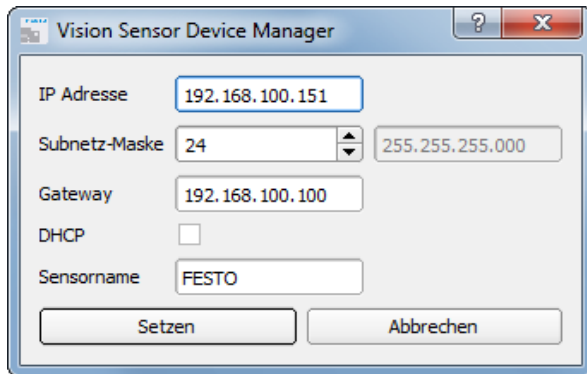 Vision Sensor Device Manager
IP Adresse 192.168.100.151
Subnetz-Maske 24 255.255.255.000
Gateway 192.168.100.100
DHCP
Sensorname FESTO
Setzen Abbrechen